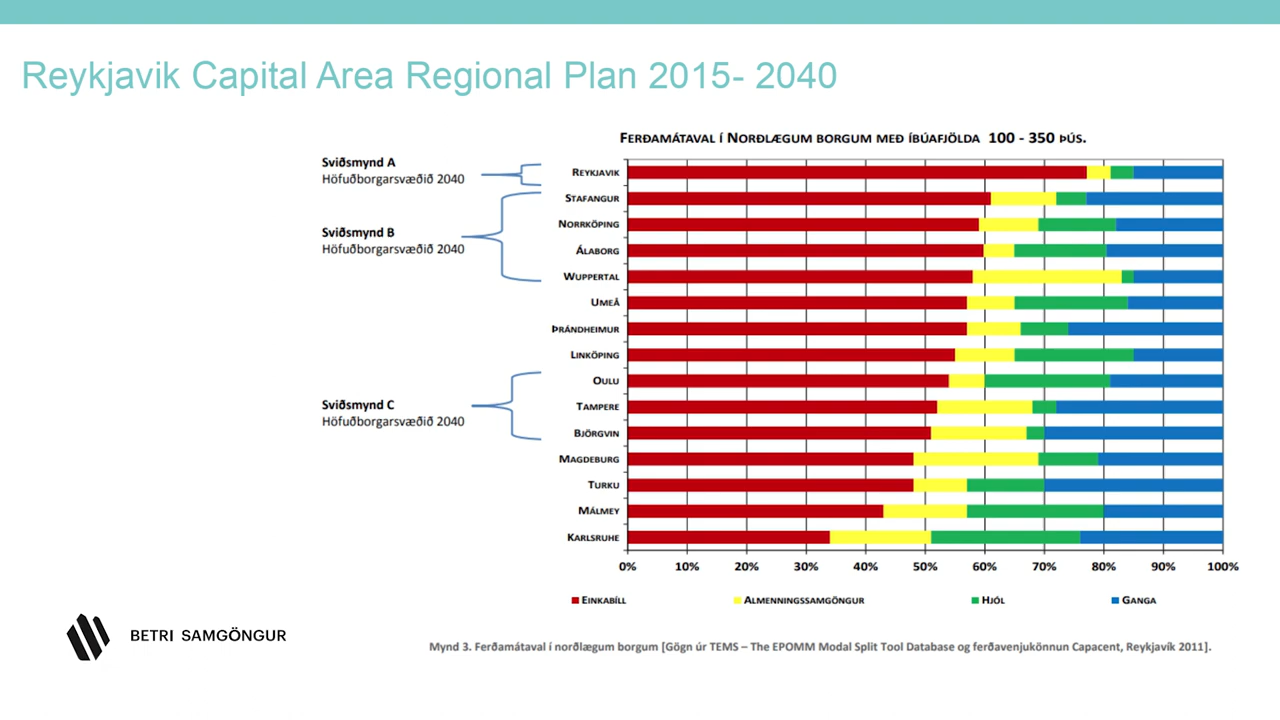 Reykjavik Capital Area Regional Plan 2015- 2040
FERÐAMÁTAVAL Í NORÐLÆGUM BORGUM MEÐ ÍBÚAFJÖLDA 100 - 350 ÞÚS.
Sviðsmynd A
Höfuðborgarsvæðið 2040
Sviðsmynd B
Höfuðborgarsvæðið 2040
Sviðsmynd C
Höfuðborgarsvæðið 2040
REYKJAVIK
STAFANGUR
NORRKÖPING
ÁLABORG
WUPPERTAL
UMEÅ
ÞRÁNDHEIMUR
LINKÖPING
OULU
TAMPERE
BJÖRGVIN
MAGDEBURG
TURKU
MÁLMEY
KARLSRUHE
0% 10% 20% 30% 40% 50% 60% 70% 80% 90% 100%
EINKABÍLL ALMENNINGSSAMGÖNGUR HJÓL GANGA
BETRI SAMGÖNGUR
Mynd 3. Ferðamátaval í norðlægum borgum [Gögn úr TEMS – The EPOMM Modal Split Tool Database og ferðavenjukönnun Capacent, Reykjavík 2011].